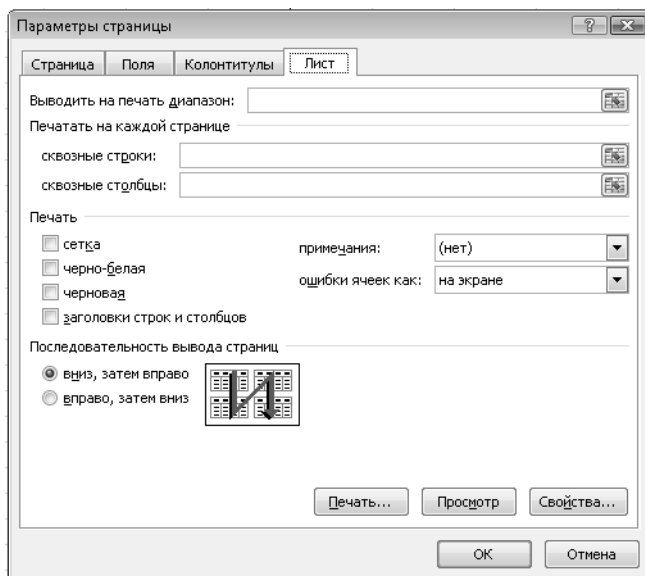 Параметры страницы
Страница Поля Колонтитулы Лист
Выводить на печать диапазон:
Печатать на каждой странице
сквозные строки:
сквозные столбцы:
Печать
сетка примечания: (нет)
черно-белая ошибки ячеек как: на экране
черновая
заголовки строк и столбцов
Последовательность вывода страниц
вниз, затем вправо
вправо, затем вниз
Печать... Просмотр Свойства...
ОК Отмена